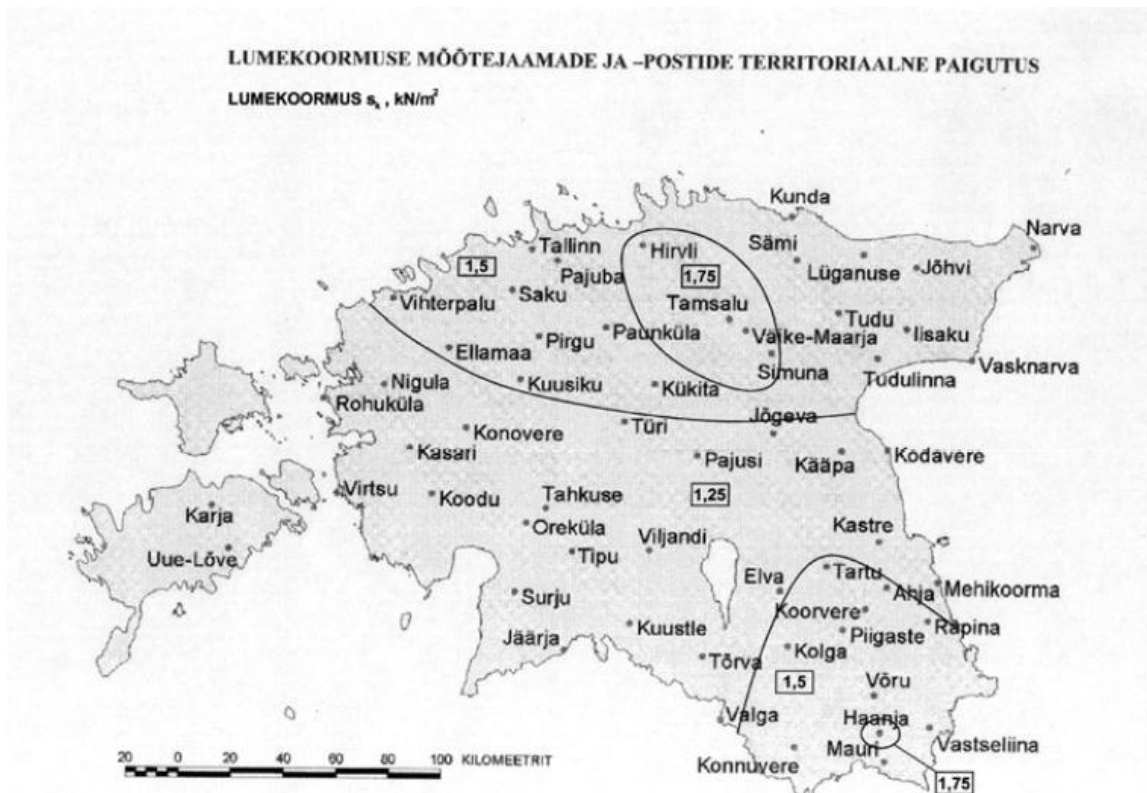 LUMEKOORMUSE MÕÕTEJAAMADE JA –POSTIDE TERRITORIAALNE PAIGUTUS
LUMEKOORMUS sₖ , kN/m²
Kunda
Narva
Tallinn
Hirvli
Sämi
1,5
Pajuba
1,75
Lüganuse
Jõhvi
Vihterpalu
Saku
Tamsalu
Tudu
Pirgu
Paunküla
Väike-Maarja
Iisaku
Ellamaa
Simuna
Tudulinna
Vasknarva
Nigula
Kuusiku
Kükita
Rohuküla
Jõgeva
Konovere
Türi
Kasari
Pajusi
Kääpa
Kodavere
Virtsu
Koodu
1,25
Karja
Tahkuse
Oreküla
Viljandi
Kastre
Uue-Lõve
Tipu
Elva
Tartu
Mehikoorma
Surju
Ahja
Koorvere
Räpina
Jäärja
Kuustle
Piigaste
Kolga
Tõrva
1,5
Võru
Valga
Haanja
Mauri
Vastseliina
Konnuvere
20 0 20 40 60 80 100 KILOMEETRIT
1,75